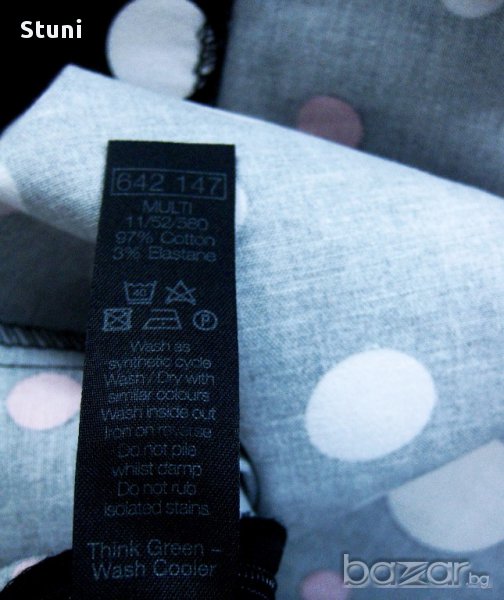 Stuni
642 147
MULTI
11/52/580
97% Cotton
3% Elastane
40
P
Wash as
synthetic cycle
Wash / Dry with
similar colours
Wash inside out
Iron on reverse
Do not pile
whilst damp
Do not rub
isolated stains
Think Green -
Wash Cooler
bazar.bg